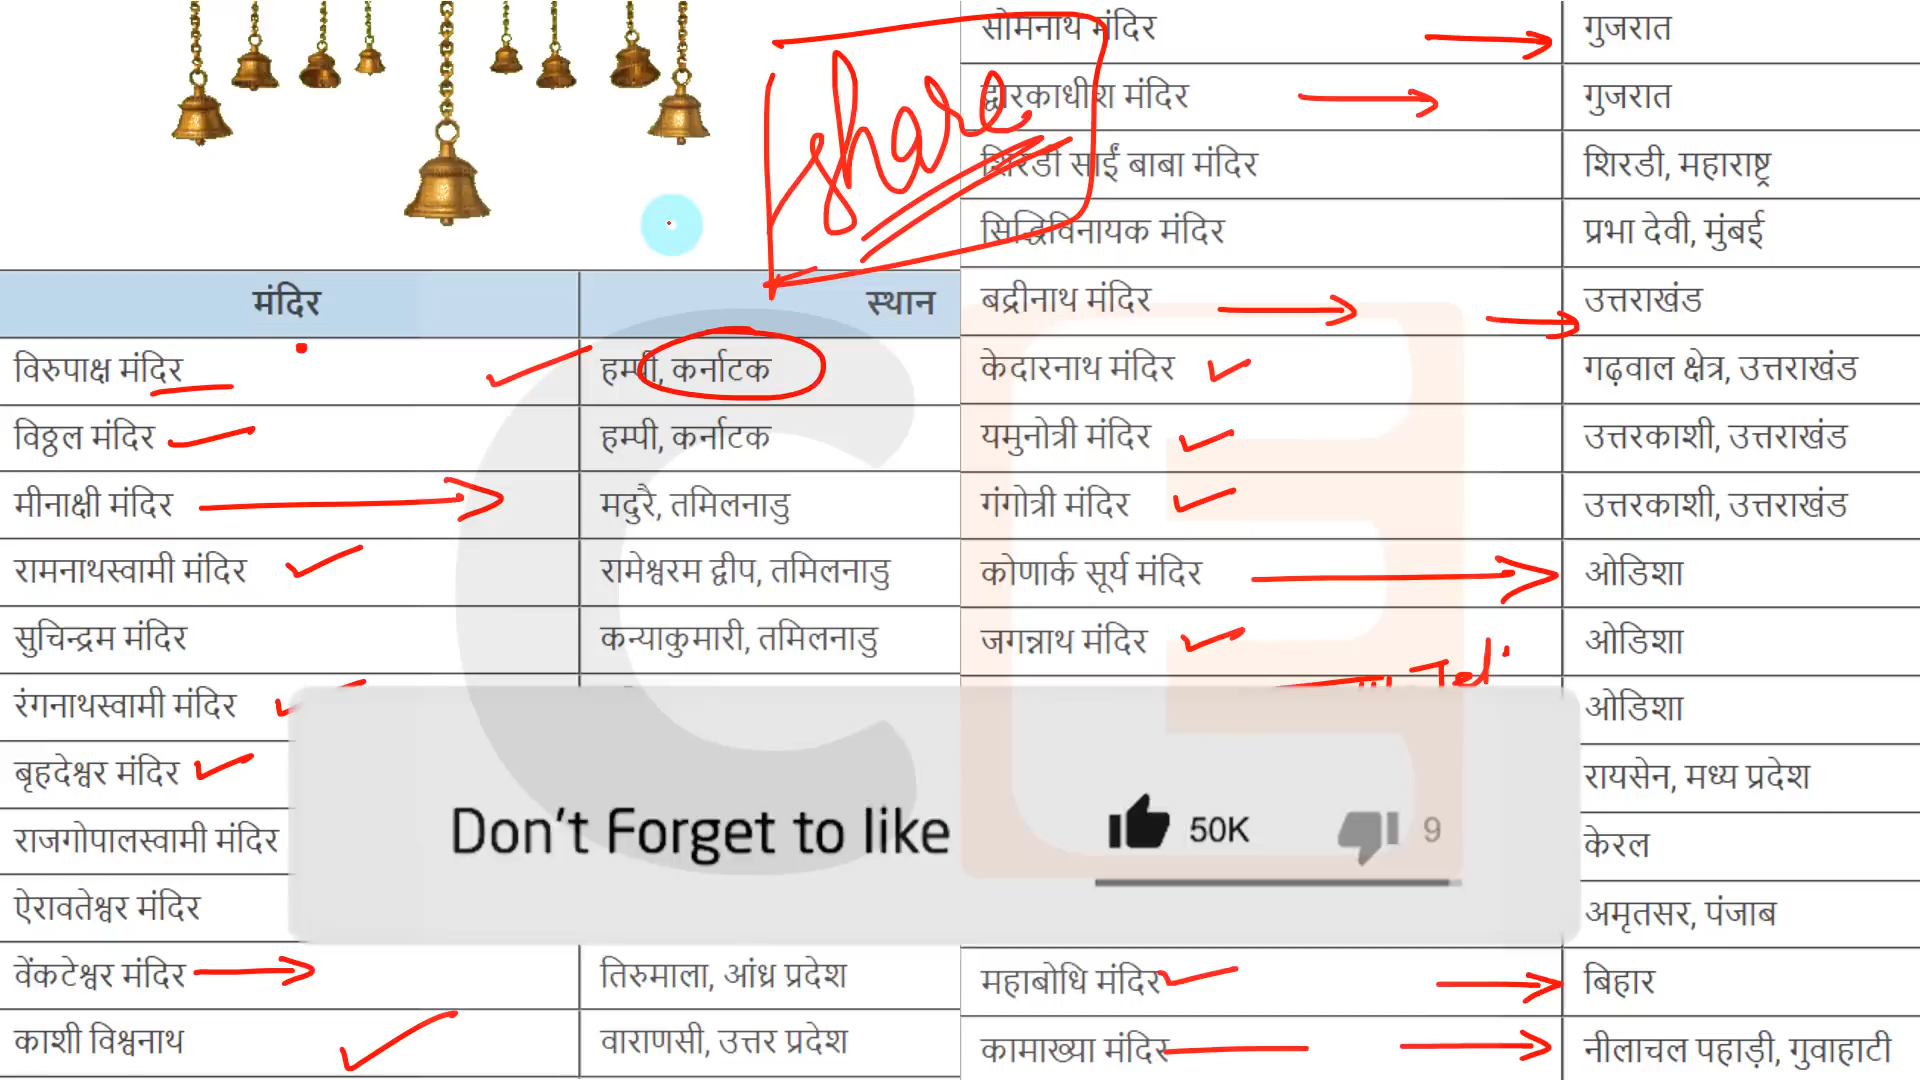 share
मंदिर स्थान
विरुपाक्ष मंदिर हम्पी, कर्नाटक
विठ्ठल मंदिर हम्पी, कर्नाटक
मीनाक्षी मंदिर मदुरै, तमिलनाडु
रामनाथस्वामी मंदिर रामेश्वरम द्वीप, तमिलनाडु
सुचिन्द्रम मंदिर कन्याकुमारी, तमिलनाडु
रंगनाथस्वामी मंदिर
बृहदेश्वर मंदिर
राजगोपालस्वामी मंदिर
ऐरावतेश्वर मंदिर
वेंकटेश्वर मंदिर तिरुमाला, आंध्र प्रदेश
काशी विश्वनाथ वाराणसी, उत्तर प्रदेश
सोमनाथ मंदिर गुजरात
द्वारकाधीश मंदिर गुजरात
शिरडी साईं बाबा मंदिर शिरडी, महाराष्ट्र
सिद्धिविनायक मंदिर प्रभा देवी, मुंबई
बद्रीनाथ मंदिर उत्तराखंड
केदारनाथ मंदिर गढ़वाल क्षेत्र, उत्तराखंड
यमुनोत्री मंदिर उत्तरकाशी, उत्तराखंड
गंगोत्री मंदिर उत्तरकाशी, उत्तराखंड
कोणार्क सूर्य मंदिर ओडिशा
जगन्नाथ मंदिर ओडिशा
ओडिशा
रायसेन, मध्य प्रदेश
केरल
अमृतसर, पंजाब
महाबोधि मंदिर बिहार
कामाख्या मंदिर नीलाचल पहाड़ी, गुवाहाटी
Don't Forget to like 50K 9